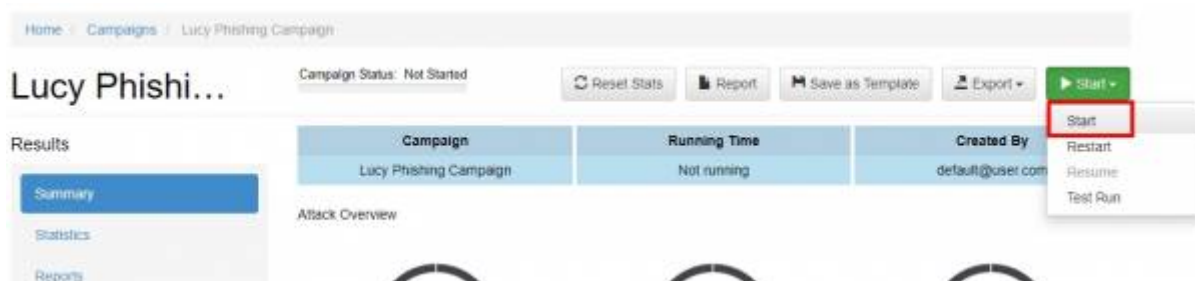 Home / Campaigns / Lucy Phishing Campaign
Lucy Phishi...
Campaign Status: Not Started
Reset Stats
Report
Save as Template
Export
Start
Start
Restart
Resume
Test Run
Results
Summary
Statistics
Reports
Campaign Running Time Created By
Lucy Phishing Campaign Not running default@user.com
Attack Overview